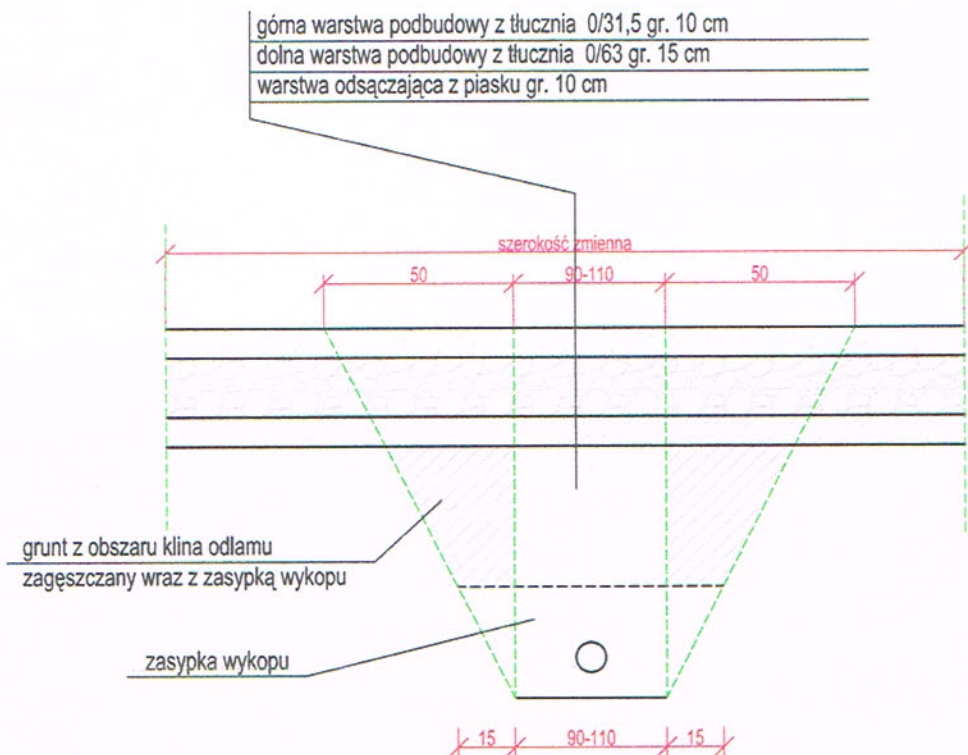 górna warstwa podbudowy z tłucznia 0/31,5 gr. 10 cm
dolna warstwa podbudowy z tłucznia 0/63 gr. 15 cm
warstwa odsączająca z piasku gr. 10 cm
szerokość zmienna
50 90-110 50
grunt z obszaru klina odłamu
zagęszczany wraz z zasypką wykopu
zasypka wykopu
15 90-110 15